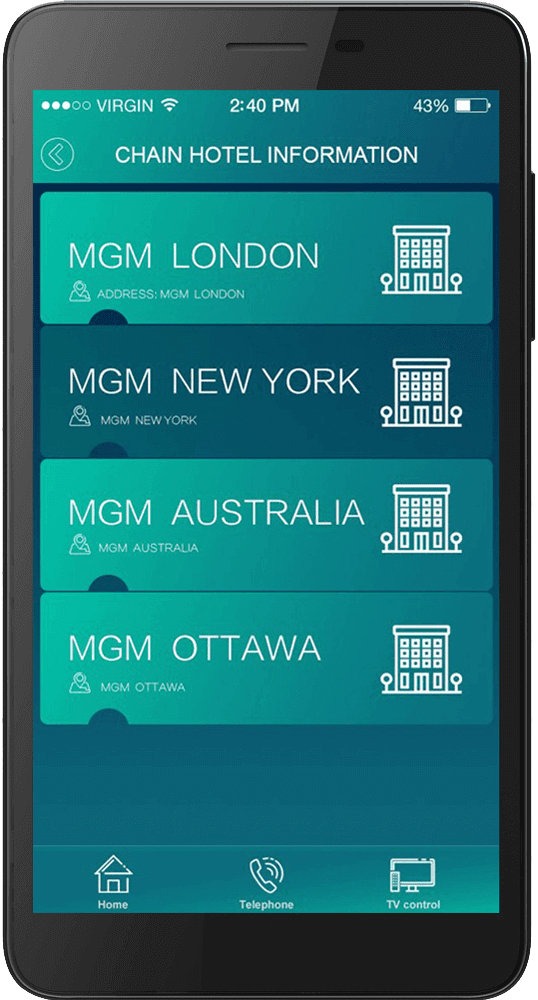 VIRGIN 2:40 PM 43%
CHAIN HOTEL INFORMATION
MGM LONDON
ADDRESS: MGM LONDON
MGM NEW YORK
MGM NEW YORK
MGM AUSTRALIA
MGM AUSTRALIA
MGM OTTAWA
MGM OTTAWA
Home Telephone TV control